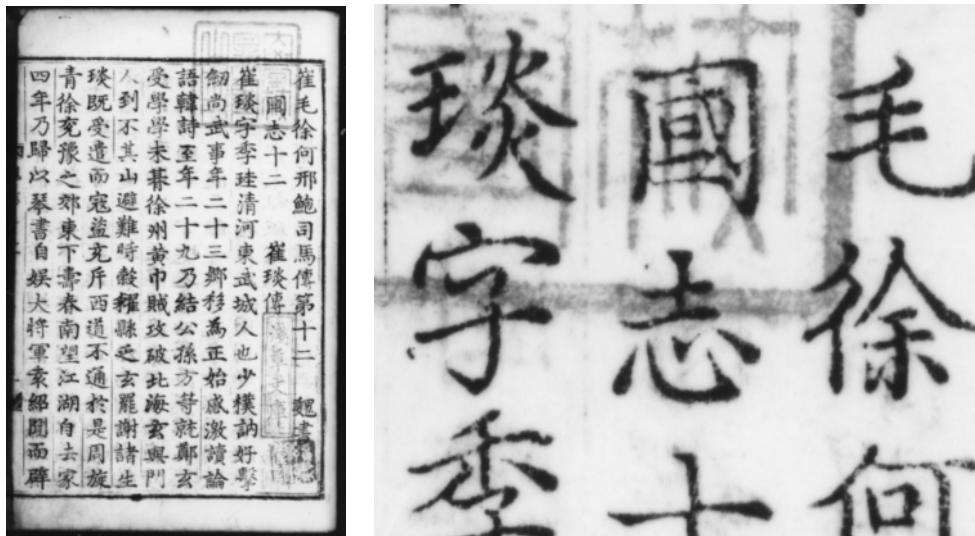 崔毛徐何邢鮑司馬傳第十二 魏書
國志十二 崔琰傳
崔琰字季珪清河東武城人也少樸訥好擊
劒尚武事年二十三鄉移為正始感激讀論
語韓詩至年二十九乃結公孫方等就鄭玄
受學學未朞徐州黃巾賊攻破北海玄與門
人到不其山避難時穀糴縣乏玄罷謝諸生
琰既受遣而寇盜充斥西道不通於是周旋
青徐兖豫之郊東下壽春南望江湖自去家
四年乃歸以琴書自娱大將軍袁紹聞而辟
毛徐何
國志十
琰字季